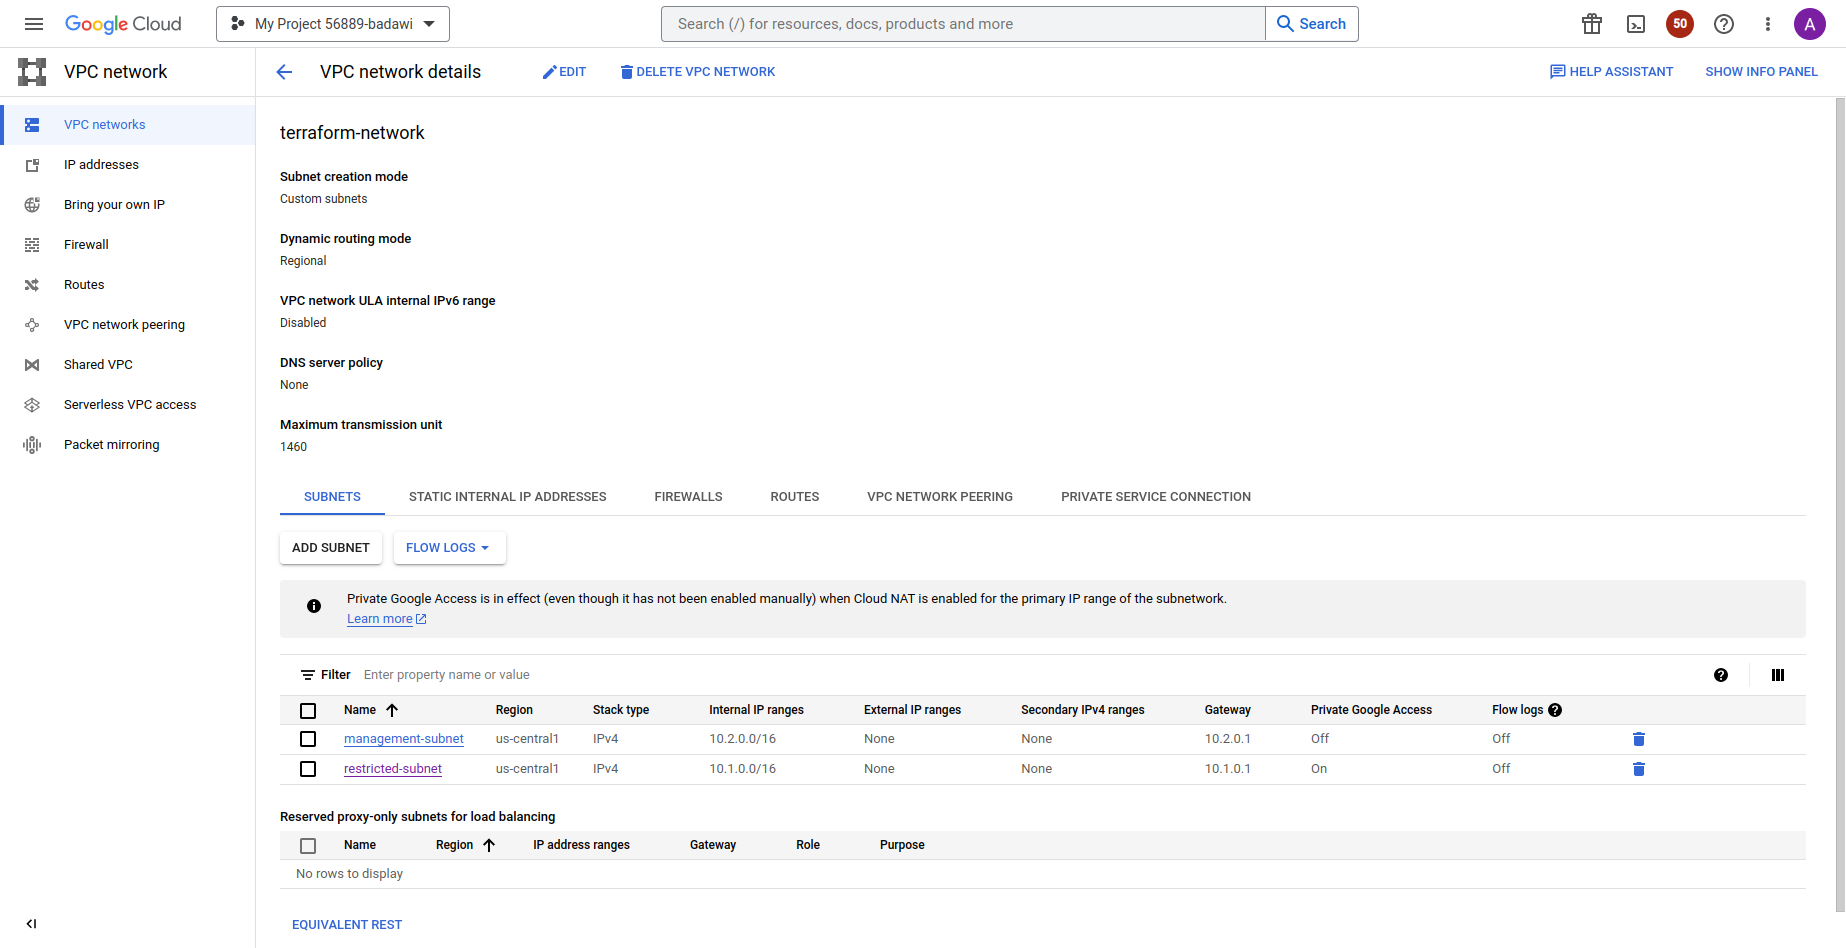 Google Cloud
My Project 56889-badawi
Search (/) for resources, docs, products and more
Search
50
A
VPC network
VPC network details
EDIT
DELETE VPC NETWORK
HELP ASSISTANT
SHOW INFO PANEL
VPC networks
IP addresses
Bring your own IP
Firewall
Routes
VPC network peering
Shared VPC
Serverless VPC access
Packet mirroring
terraform-network
Subnet creation mode
Custom subnets
Dynamic routing mode
Regional
VPC network ULA internal IPv6 range
Disabled
DNS server policy
None
Maximum transmission unit
1460
SUBNETS STATIC INTERNAL IP ADDRESSES FIREWALLS ROUTES VPC NETWORK PEERING PRIVATE SERVICE CONNECTION
ADD SUBNET FLOW LOGS
Private Google Access is in effect (even though it has not been enabled manually) when Cloud NAT is enabled for the primary IP range of the subnetwork.
Learn more
Filter Enter property name or value
Name Region Stack type Internal IP ranges External IP ranges Secondary IPv4 ranges Gateway Private Google Access Flow logs
management-subnet us-central1 IPv4 10.2.0.0/16 None None 10.2.0.1 Off Off
restricted-subnet us-central1 IPv4 10.1.0.0/16 None None 10.1.0.1 On Off
Reserved proxy-only subnets for load balancing
Name Region IP address ranges Gateway Role Purpose
No rows to display
EQUIVALENT REST